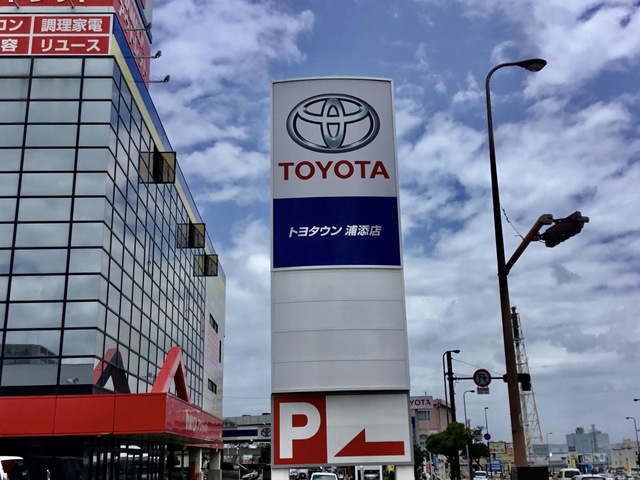 コン 調理家電
容 リユース
TOYOTA
トヨタウン 浦添店
P
TOYOTA